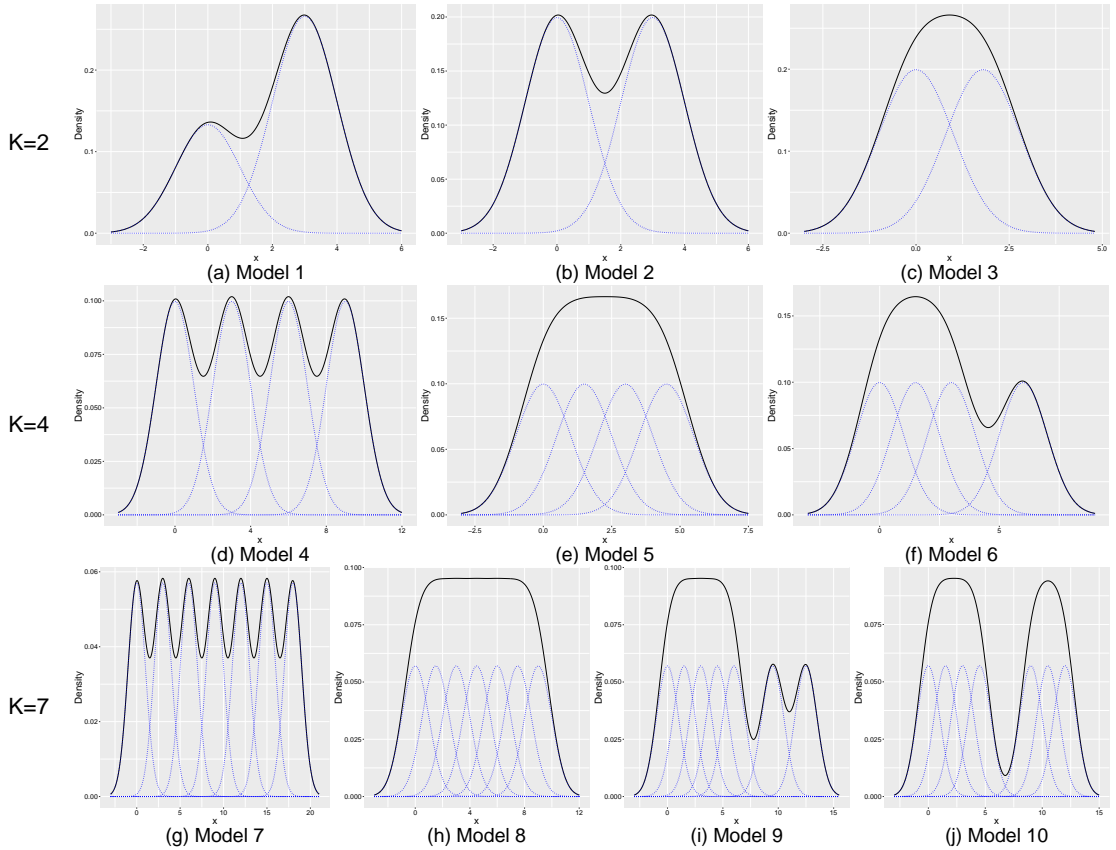 K=2
Density
0.2
0.1
0.0
−2
0
2
4
6
x
(a) Model 1
Density
0.20
0.15
0.10
0.05
0.00
−2
0
2
4
6
x
(b) Model 2
Density
0.3
0.2
0.1
0.0
−2.5
0.0
2.5
5.0
x
(c) Model 3
K=4
Density
0.100
0.075
0.050
0.025
0.000
0
4
8
12
x
(d) Model 4
Density
0.15
0.10
0.05
0.00
−2.5
0.0
2.5
5.0
7.5
x
(e) Model 5
Density
0.15
0.10
0.05
0.00
0
5
x
(f) Model 6
K=7
Density
0.06
0.04
0.02
0.00
0
5
10
15
20
x
(g) Model 7
Density
0.100
0.075
0.050
0.025
0.000
0
4
8
12
x
(h) Model 8
Density
0.100
0.075
0.050
0.025
0.000
0
5
10
15
x
(i) Model 9
Density
0.100
0.075
0.050
0.025
0.000
0
5
10
15
x
(j) Model 10